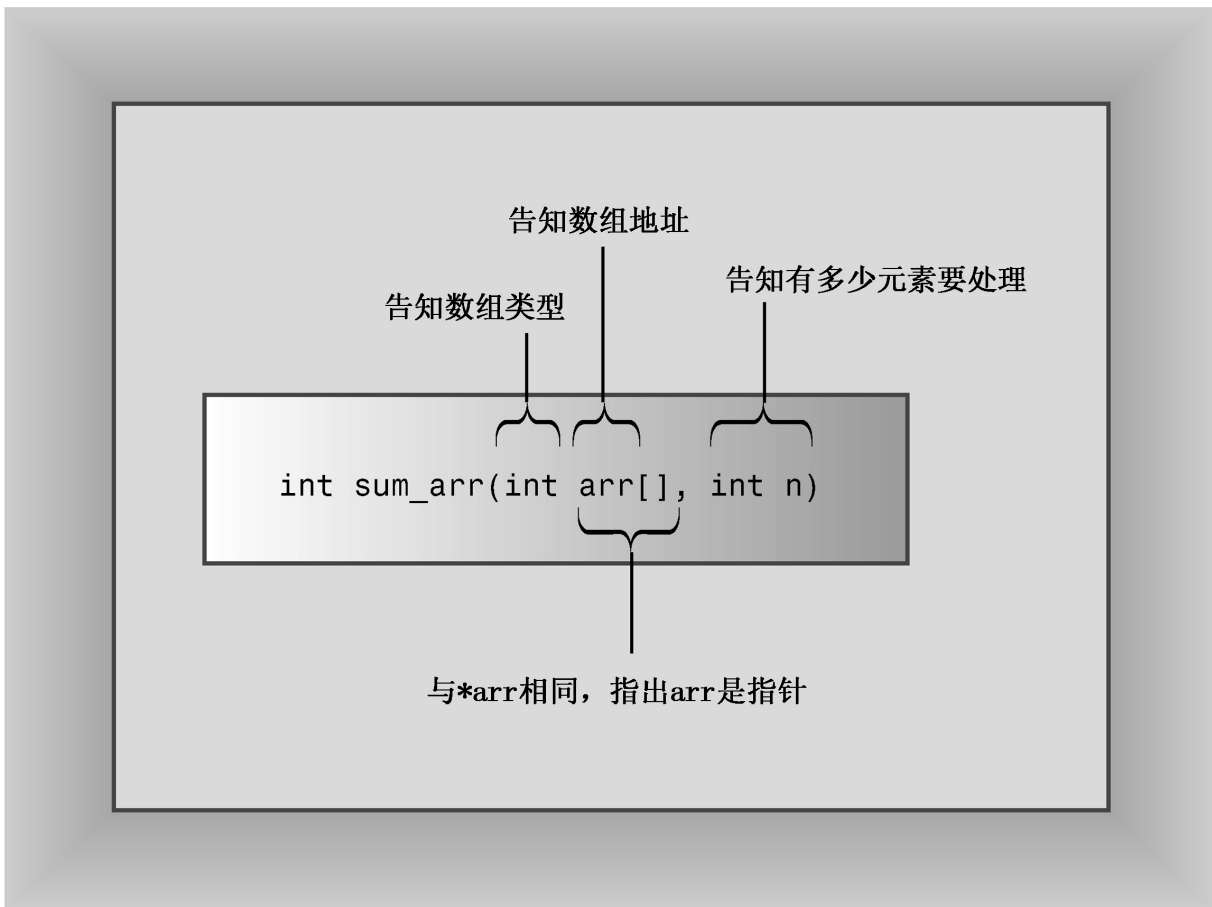 告知数组地址
告知有多少元素要处理
告知数组类型
int sum_arr(int arr[], int n)
与*arr相同，指出arr是指针